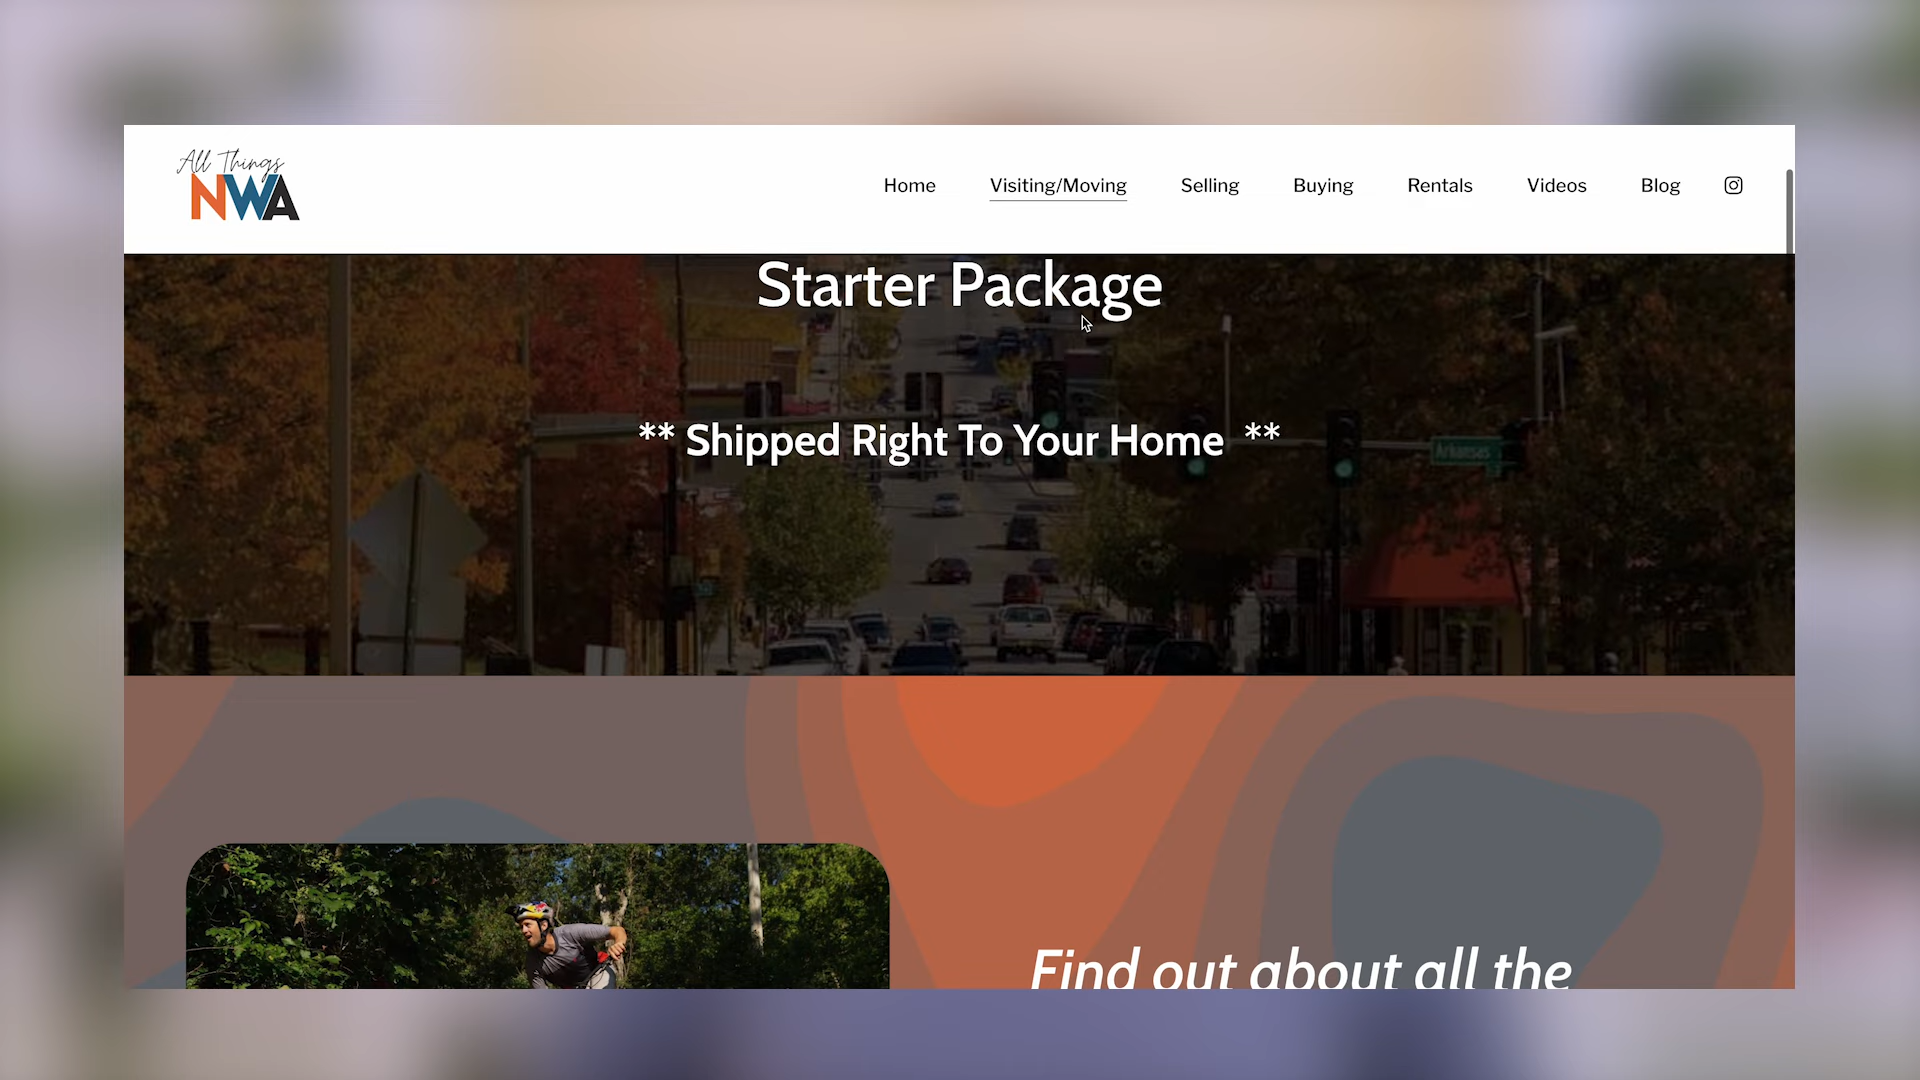 All Things
NWA
Home Visiting/Moving Selling Buying Rentals Videos Blog
Starter Package
** Shipped Right To Your Home **
Arkansas
Find out about all the